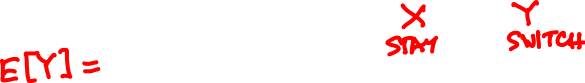 X Y
STAY SWITCH
E[Y] =